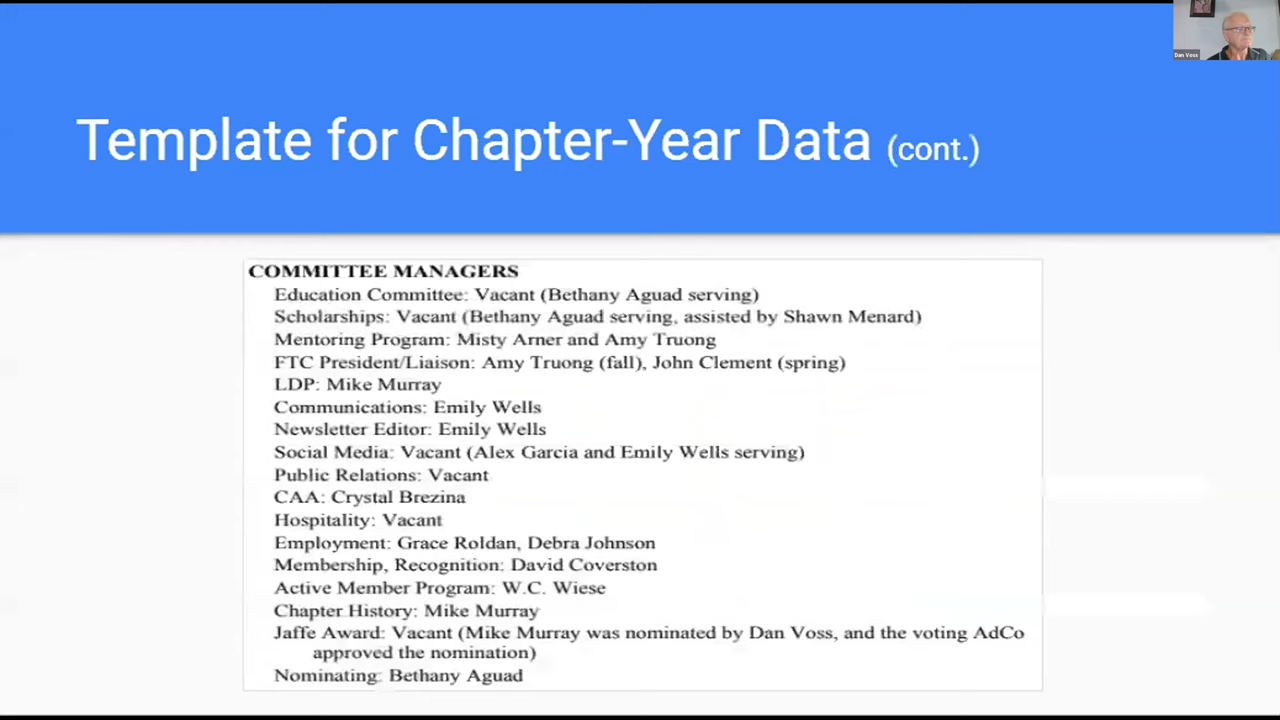 Dan Voss
Template for Chapter-Year Data (cont.)
COMMITTEE MANAGERS
Education Committee: Vacant (Bethany Aguad serving)
Scholarships: Vacant (Bethany Aguad serving, assisted by Shawn Menard)
Mentoring Program: Misty Arner and Amy Truong
FTC President/Liaison: Amy Truong (fall), John Clement (spring)
LDP: Mike Murray
Communications: Emily Wells
Newsletter Editor: Emily Wells
Social Media: Vacant (Alex Garcia and Emily Wells serving)
Public Relations: Vacant
CAA: Crystal Brezina
Hospitality: Vacant
Employment: Grace Roldan, Debra Johnson
Membership, Recognition: David Coverston
Active Member Program: W.C. Wiese
Chapter History: Mike Murray
Jaffe Award: Vacant (Mike Murray was nominated by Dan Voss, and the voting AdCo
approved the nomination)
Nominating: Bethany Aguad